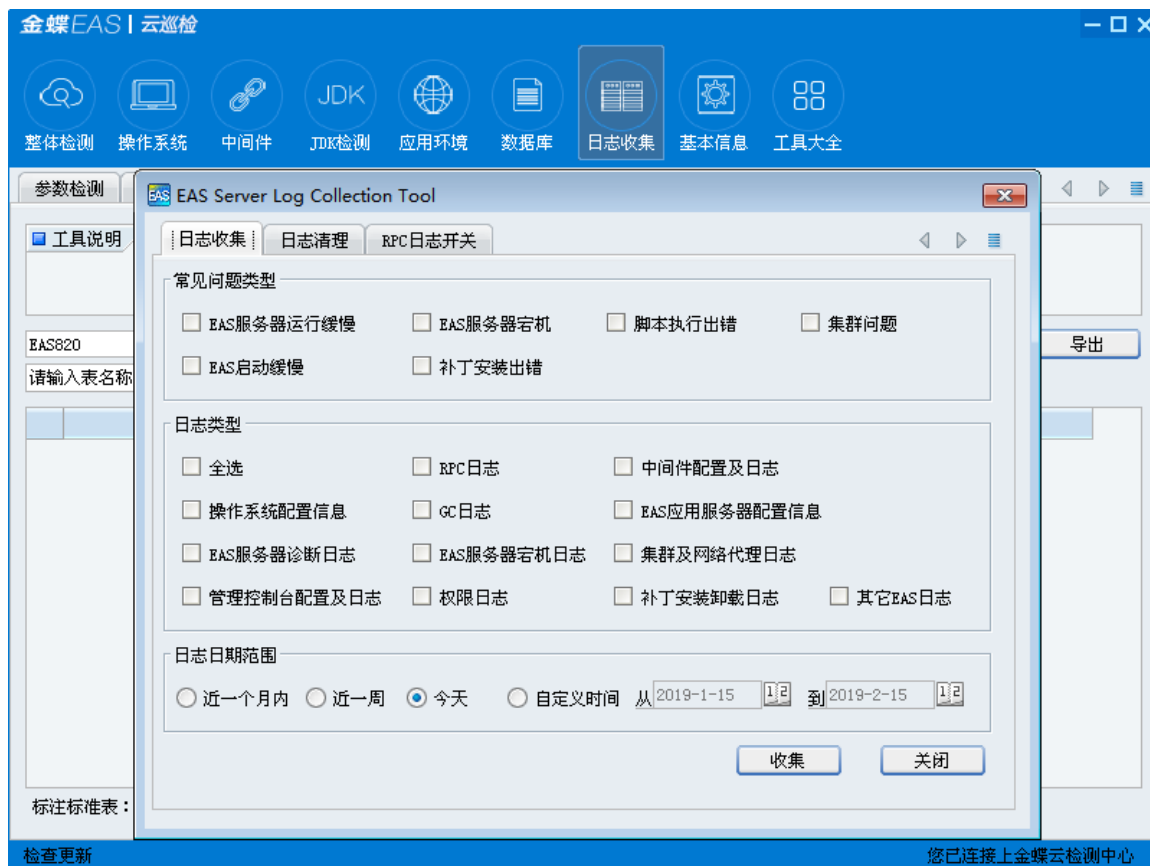 金蝶EAS | 云巡检
整体检测 操作系统 中间件 JDK检测 应用环境 数据库 日志收集 基本信息 工具大全
JDK
参数检测
EAS EAS Server Log Collection Tool
工具说明
日志收集 日志清理 RPC日志开关
常见问题类型
EAS服务器运行缓慢 EAS服务器宕机 脚本执行出错 集群问题
EAS820
导出
EAS启动缓慢 补丁安装出错
请输入表名称
日志类型
全选 RPC日志 中间件配置及日志
操作系统配置信息 GC日志 EAS应用服务器配置信息
EAS服务器诊断日志 EAS服务器宕机日志 集群及网络代理日志
管理控制台配置及日志 权限日志 补丁安装卸载日志 其它EAS日志
日志日期范围
近一个月内 近一周 今天 自定义时间 从 2019-1-15 12 到 2019-2-15 12
收集 关闭
标注标准表：
检查更新 您已连接上金蝶云检测中心